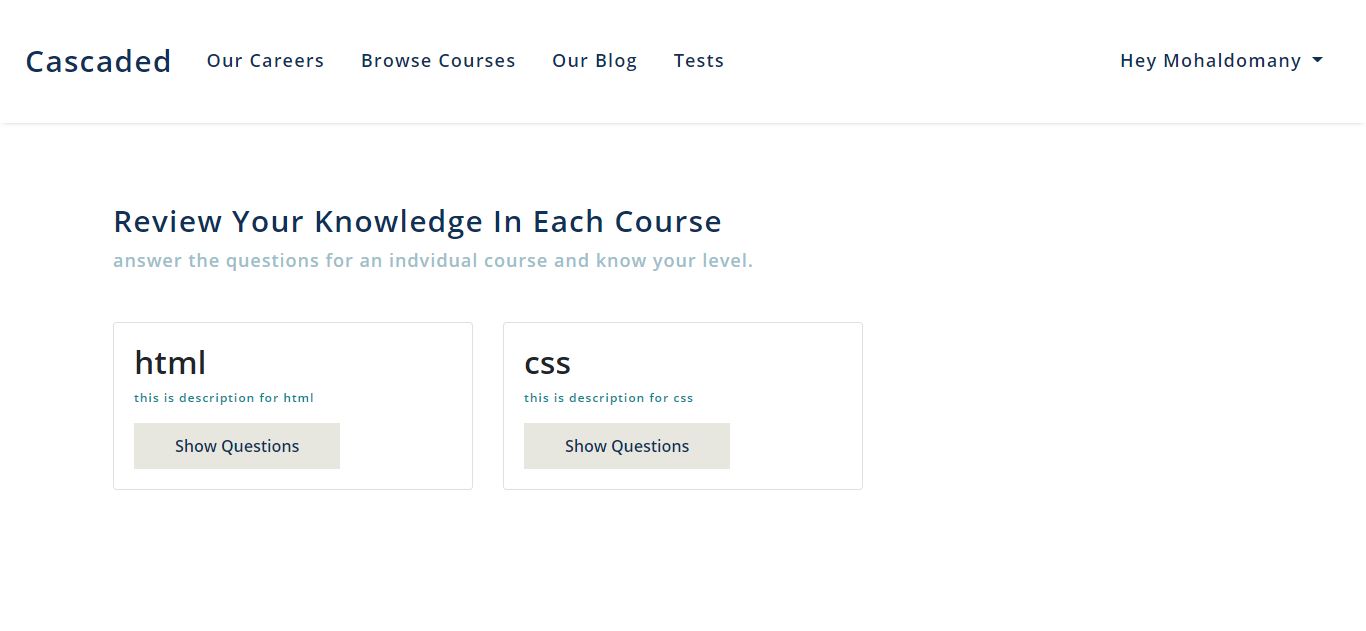 Cascaded Our Careers Browse Courses Our Blog Tests Hey Mohaldomany
Review Your Knowledge In Each Course
answer the questions for an indvidual course and know your level.
html
this is description for html
Show Questions
css
this is description for css
Show Questions